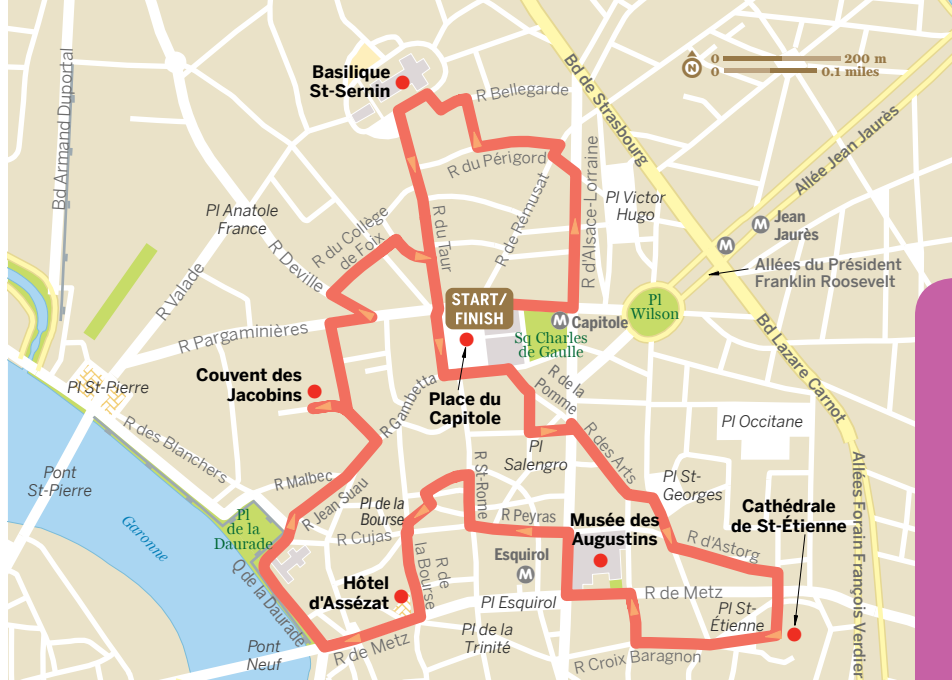 Basilique
St-Sernin
R Bellegarde
Bd de Strasbourg
0 200 m
N
0 0.1 miles
Bd Armand Duportal
R du Périgord
R d'Alsace-Lorraine
Allée Jean Jaurès
Pl Anatole
France
R du Collège
de Foix
R du Taur
R de Rémusat
Pl Victor
Hugo
M
Jean
Jaurès
M
R Deville
R Valade
Allées du Président
Franklin Roosevelt
START/
FINISH
Pl
Wilson
M Capitole
Sq Charles
de Gaulle
R Pargaminières
Bd Lazare Carnot
Pl St-Pierre
Couvent des
Jacobins
R Gambetta
Place du
Capitole
R de la
Pomme
R des Blanchers
Pl Occitane
Pont
St-Pierre
R Malbec
R Jean Suau
Pl
Salengro
R des Arts
Pl St-
Georges
Allées Forain François Verdier
Garonne
Pl
de la
Daurade
Pl de la
Bourse
R St-Rome
R Peyras
Musée des
Augustins
Cathédrale
de St-Étienne
R Cujas
R d'Astorg
Q de la Daurade
Hôtel
d'Assézat
R de
la Bourse
Esquirol
M
R de Metz
Pl Esquirol
Pl St-
Étienne
Pont
Neuf
R de Metz
Pl de la
Trinité
R Croix Baragnon